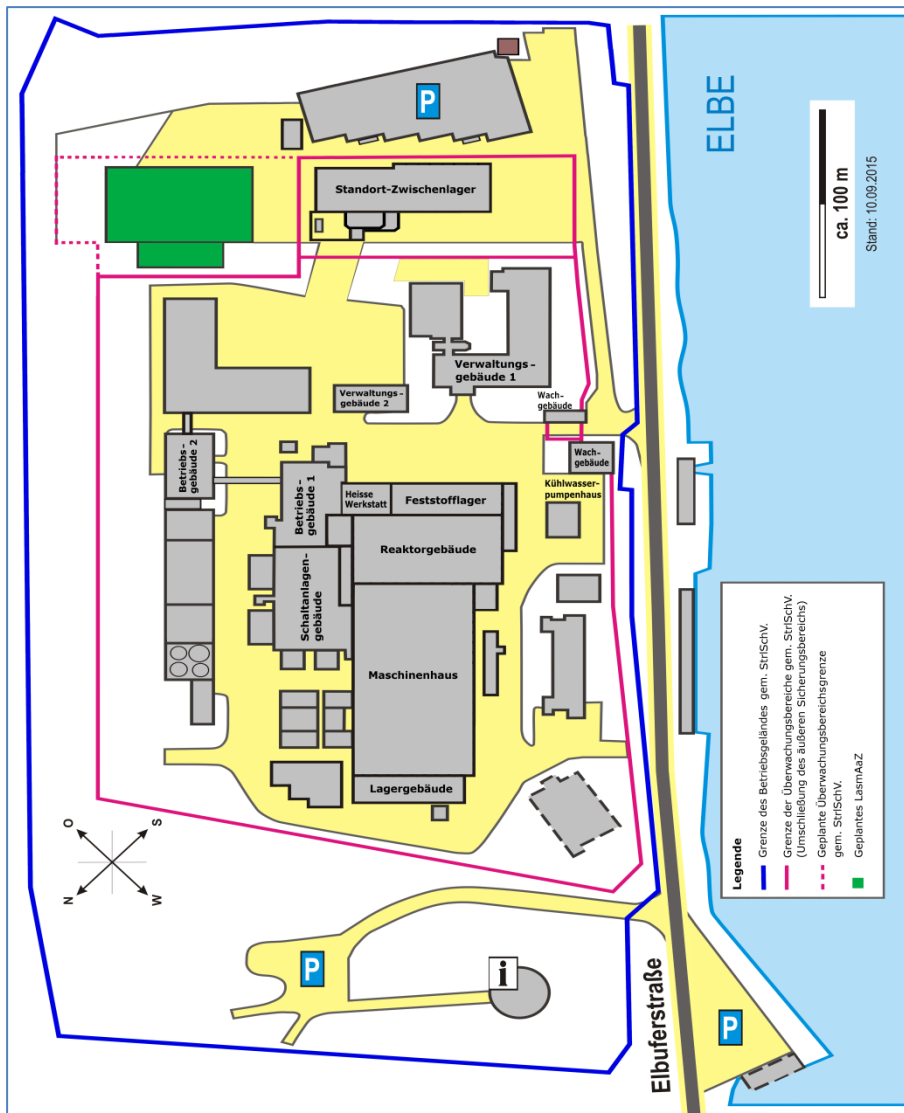 P
ELBE
ca. 100 m
Stand: 10.09.2015
Standort-Zwischenlager
Verwaltungs-
gebäude 1
Verwaltungs-
gebäude 2
Wach-
gebäude
Wach-
gebäude
Kühlwasser-
pumpenhaus
Betriebs-
gebäude 2
Betriebs-
gebäude 1
Heisse
Werkstatt
Feststofflager
Reaktorgebäude
Schaltanlagen-
gebäude
Maschinenhaus
Lagergebäude
N
O
S
W
P
i
Elbuferstraße
P
Legende
Grenze des Betriebsgeländes gem. StrlSchV.
Grenze der Überwachungsbereiche gem. StrlSchV.
(Umschließung des äußeren Sicherungsbereichs)
Geplante Überwachungsbereichsgrenze
gem. StrlSchV.
Geplantes LasmAaZ